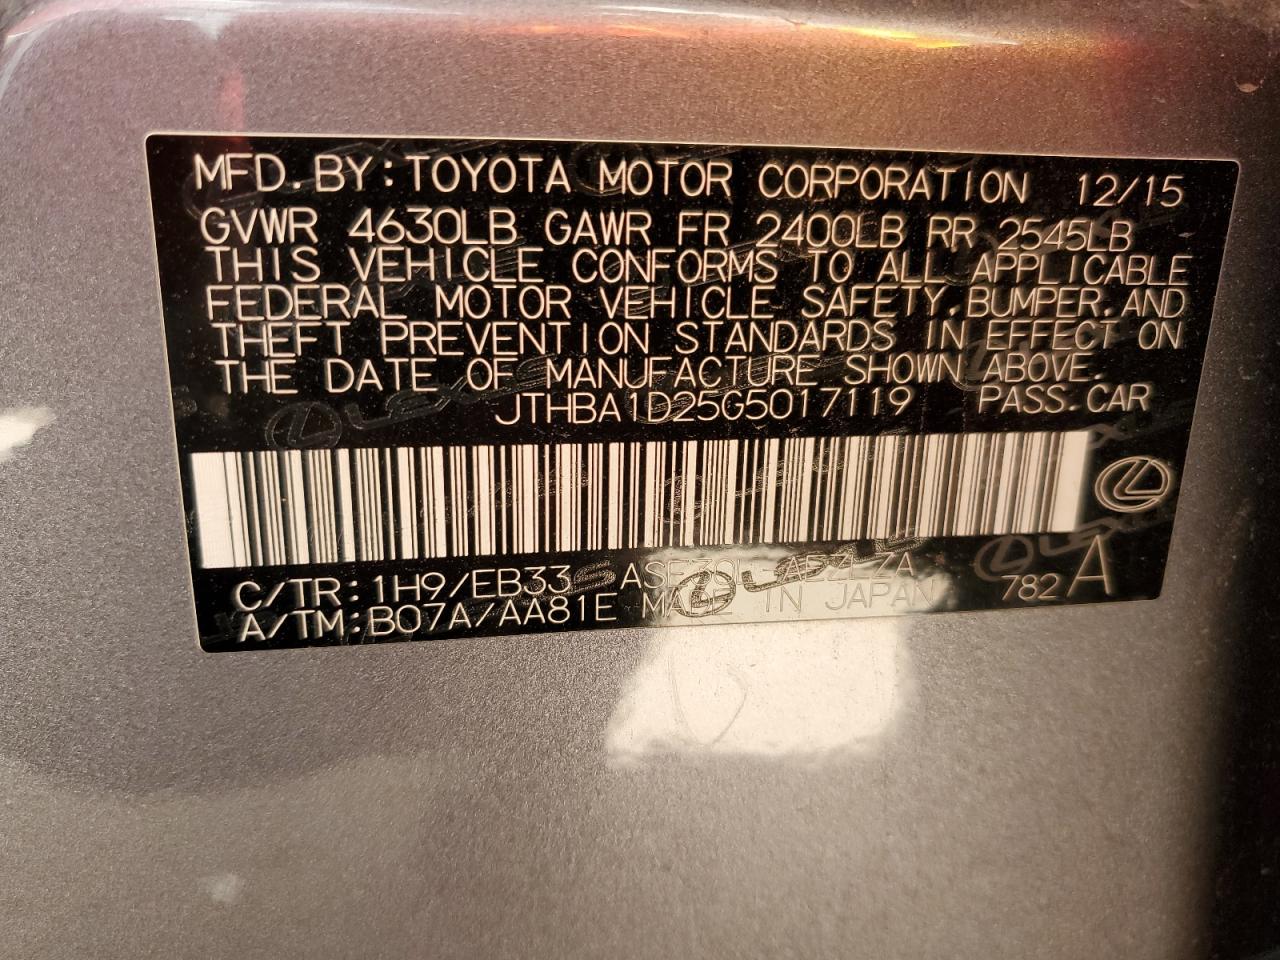 MFD. BY: TOYOTA MOTOR CORPORATION 12/15
GVWR 4630LB GAWR FR 2400LB RR 2545LB
THIS VEHICLE CONFORMS TO ALL APPLICABLE
FEDERAL MOTOR VEHICLE SAFETY.BUMPER.AND
THEFT PREVENTION STANDARDS IN EFFECT ON
THE DATE OF MANUFACTURE SHOWN ABOVE.
JTHBA1D25G5017119 PASS.CAR
C/TR:1H9/EB33 782 A
A/TM:B07A/AA81E MADE IN JAPAN
LEXUS